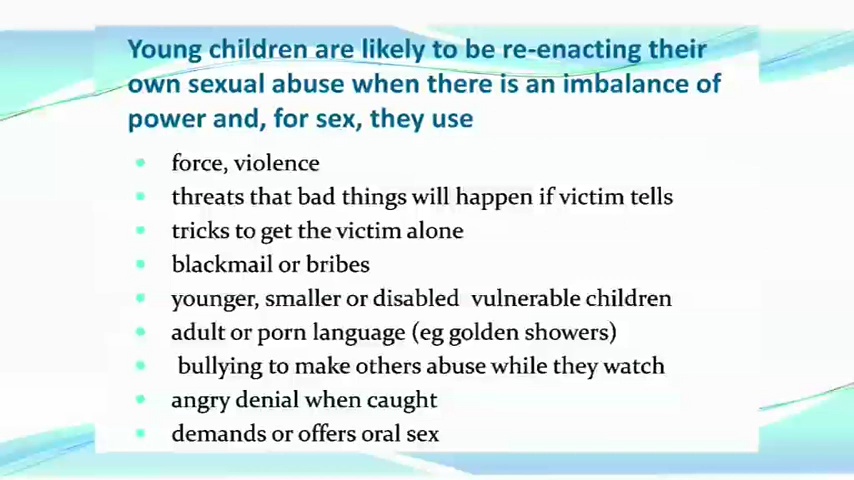 Young children are likely to be re-enacting their
own sexual abuse when there is an imbalance of
power and, for sex, they use
force, violence
threats that bad things will happen if victim tells
tricks to get the victim alone
blackmail or bribes
younger, smaller or disabled vulnerable children
adult or porn language (eg golden showers)
bullying to make others abuse while they watch
angry denial when caught
demands or offers oral sex